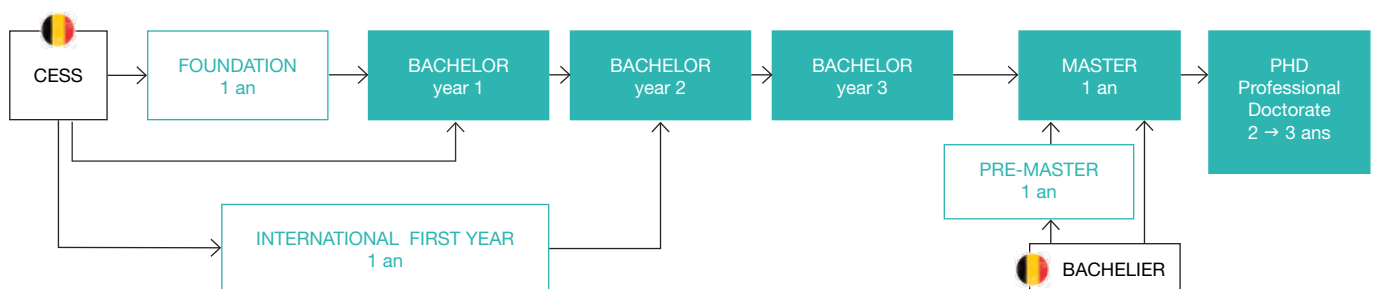 CESS
FOUNDATION
1 an
BACHELOR
year 1
BACHELOR
year 2
BACHELOR
year 3
MASTER
1 an
PHD
Professional
Doctorate
2 → 3 ans
PRE-MASTER
1 an
INTERNATIONAL FIRST YEAR
1 an
BACHELIER